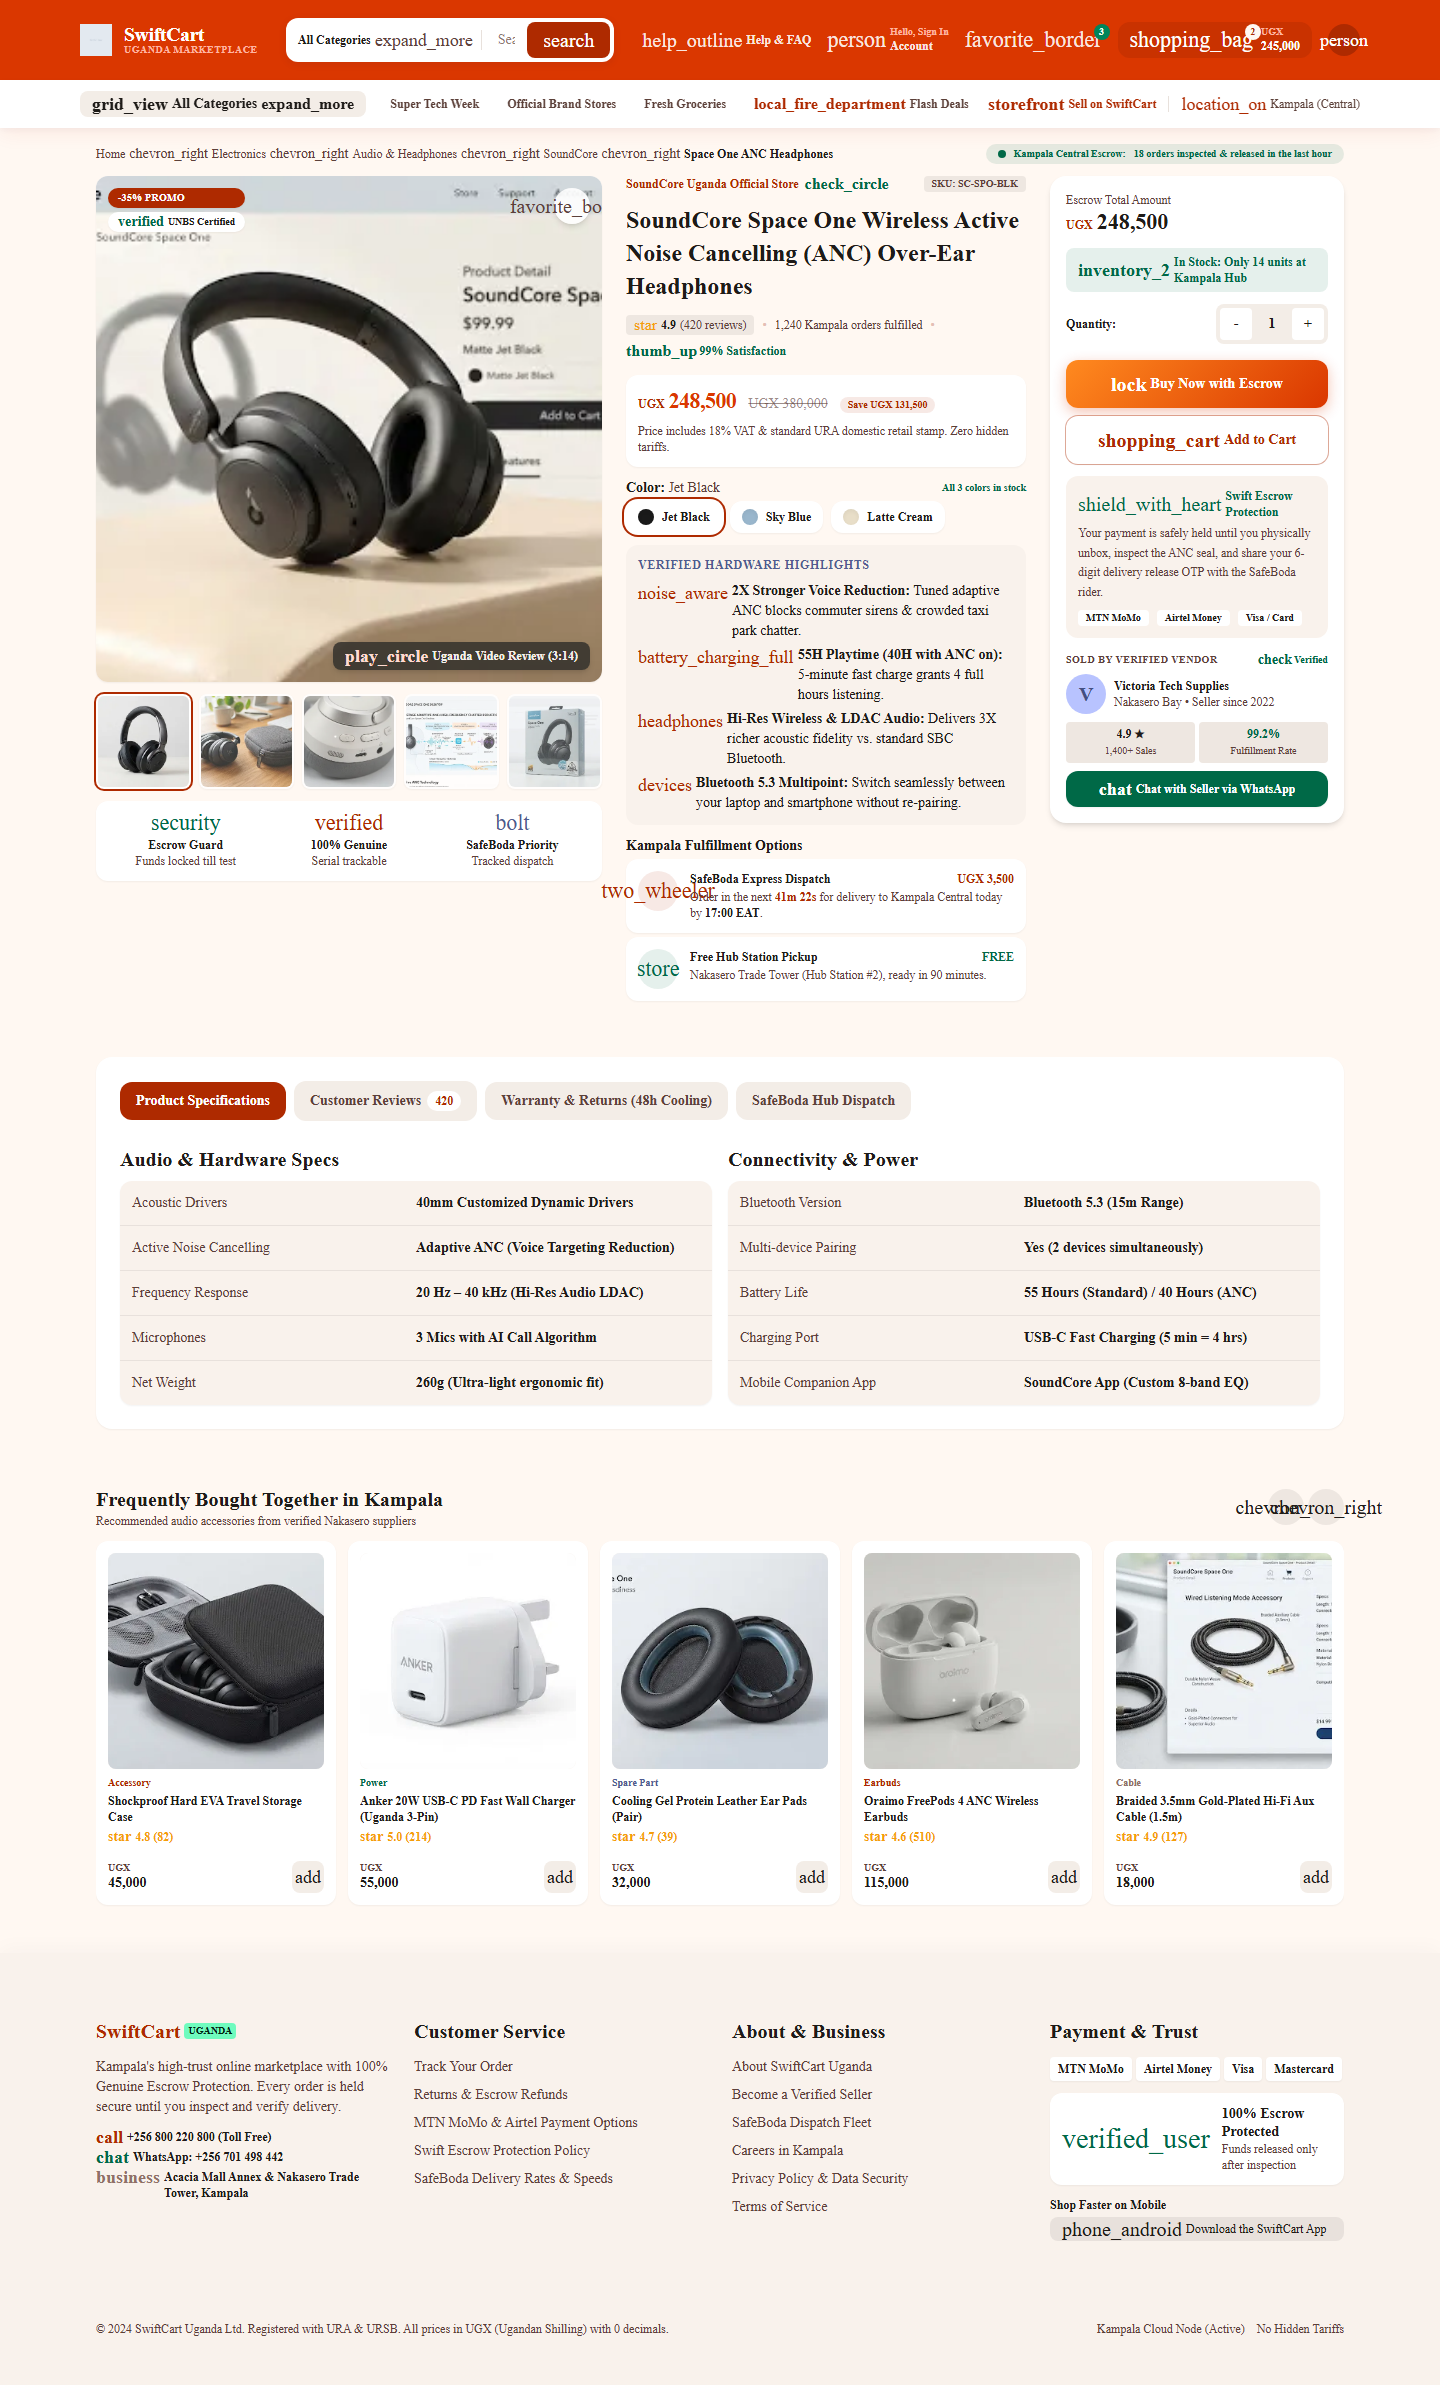 SwiftCart
UGANDA MARKETPLACE
All Categories expand_more
search
help_outline Help & FAQ
person Hello, Sign In
Account
favorite_border 3
shopping_bag 2 UGX
245,000
person
grid_view All Categories expand_more
Super Tech Week
Official Brand Stores
Fresh Groceries
local_fire_department Flash Deals
storefront Sell on SwiftCart
location_on Kampala (Central)
Home chevron_right Electronics chevron_right Audio & Headphones chevron_right SoundCore chevron_right Space One ANC Headphones
Kampala Central Escrow: 18 orders inspected & released in the last hour
-35% PROMO
verified UNBS Certified
Store Support
favorite_bo
SoundCore Space One
Product Detail
SoundCore Spa
$99.99
Matte Jet Black
Matte Jet Black
Add to Cart
eatures
play_circle Uganda Video Review (3:14)
security
Escrow Guard
Funds locked till test
verified
100% Genuine
Serial trackable
bolt
SafeBoda Priority
Tracked dispatch
SoundCore Uganda Official Store check_circle
SKU: SC-SPO-BLK
SoundCore Space One Wireless Active
Noise Cancelling (ANC) Over-Ear
Headphones
star 4.9 (420 reviews) • 1,240 Kampala orders fulfilled •
thumb_up 99% Satisfaction
UGX 248,500 UGX 380,000 Save UGX 131,500
Price includes 18% VAT & standard URA domestic retail stamp. Zero hidden
tariffs.
Color: Jet Black
All 3 colors in stock
Jet Black
Sky Blue
Latte Cream
VERIFIED HARDWARE HIGHLIGHTS
noise_aware 2X Stronger Voice Reduction: Tuned adaptive
ANC blocks commuter sirens & crowded taxi
park chatter.
battery_charging_full 55H Playtime (40H with ANC on):
5-minute fast charge grants 4 full
hours listening.
headphones Hi-Res Wireless & LDAC Audio: Delivers 3X
richer acoustic fidelity vs. standard SBC
Bluetooth.
devices Bluetooth 5.3 Multipoint: Switch seamlessly between
your laptop and smartphone without re-pairing.
Kampala Fulfillment Options
two_wheeler
SafeBoda Express Dispatch UGX 3,500
Order in the next 41m 22s for delivery to Kampala Central today
by 17:00 EAT.
store
Free Hub Station Pickup FREE
Nakasero Trade Tower (Hub Station #2), ready in 90 minutes.
Escrow Total Amount
UGX 248,500
inventory_2 In Stock: Only 14 units at
Kampala Hub
Quantity:
- 1 +
lock Buy Now with Escrow
shopping_cart Add to Cart
shield_with_heart Swift Escrow
Protection
Your payment is safely held until you physically
unbox, inspect the ANC seal, and share your 6-
digit delivery release OTP with the SafeBoda
rider.
MTN MoMo
Airtel Money
Visa / Card
SOLD BY VERIFIED VENDOR check Verified
V
Victoria Tech Supplies
Nakasero Bay • Seller since 2022
4.9 ★
1,400+ Sales
99.2%
Fulfillment Rate
chat Chat with Seller via WhatsApp
Product Specifications
Customer Reviews 420
Warranty & Returns (48h Cooling)
SafeBoda Hub Dispatch
Audio & Hardware Specs
Acoustic Drivers 40mm Customized Dynamic Drivers
Active Noise Cancelling Adaptive ANC (Voice Targeting Reduction)
Frequency Response 20 Hz – 40 kHz (Hi-Res Audio LDAC)
Microphones 3 Mics with AI Call Algorithm
Net Weight 260g (Ultra-light ergonomic fit)
Connectivity & Power
Bluetooth Version Bluetooth 5.3 (15m Range)
Multi-device Pairing Yes (2 devices simultaneously)
Battery Life 55 Hours (Standard) / 40 Hours (ANC)
Charging Port USB-C Fast Charging (5 min = 4 hrs)
Mobile Companion App SoundCore App (Custom 8-band EQ)
Frequently Bought Together in Kampala
Recommended audio accessories from verified Nakasero suppliers
chevron_right
Accessory
Shockproof Hard EVA Travel Storage
Case
star 4.8 (82)
UGX
45,000
add
ANKER
Power
Anker 20W USB-C PD Fast Wall Charger
(Uganda 3-Pin)
star 5.0 (214)
UGX
55,000
add
e One
Spare Part
Cooling Gel Protein Leather Ear Pads
(Pair)
star 4.7 (39)
UGX
32,000
add
oraimo
Earbuds
Oraimo FreePods 4 ANC Wireless
Earbuds
star 4.6 (510)
UGX
115,000
add
SoundCore Space One
Wired Listening Mode Accessory
Cable
Braided 3.5mm Gold-Plated Hi-Fi Aux
Cable (1.5m)
star 4.9 (127)
UGX
18,000
add
SwiftCart UGANDA
Kampala's high-trust online marketplace with 100%
Genuine Escrow Protection. Every order is held
secure until you inspect and verify delivery.
call +256 800 220 800 (Toll Free)
chat WhatsApp: +256 701 498 442
business Acacia Mall Annex & Nakasero Trade
Tower, Kampala
Customer Service
Track Your Order
Returns & Escrow Refunds
MTN MoMo & Airtel Payment Options
Swift Escrow Protection Policy
SafeBoda Delivery Rates & Speeds
About & Business
About SwiftCart Uganda
Become a Verified Seller
SafeBoda Dispatch Fleet
Careers in Kampala
Privacy Policy & Data Security
Terms of Service
Payment & Trust
MTN MoMo
Airtel Money
Visa
Mastercard
verified_user 100% Escrow
Protected
Funds released only
after inspection
Shop Faster on Mobile
phone_android Download the SwiftCart App
© 2024 SwiftCart Uganda Ltd. Registered with URA & URSB. All prices in UGX (Ugandan Shilling) with 0 decimals.
Kampala Cloud Node (Active) No Hidden Tariffs